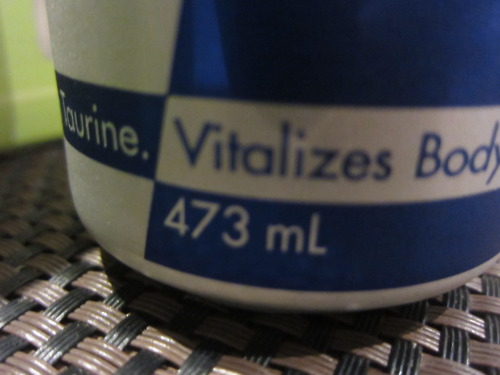 Taurine. Vitalizes Body
473 mL